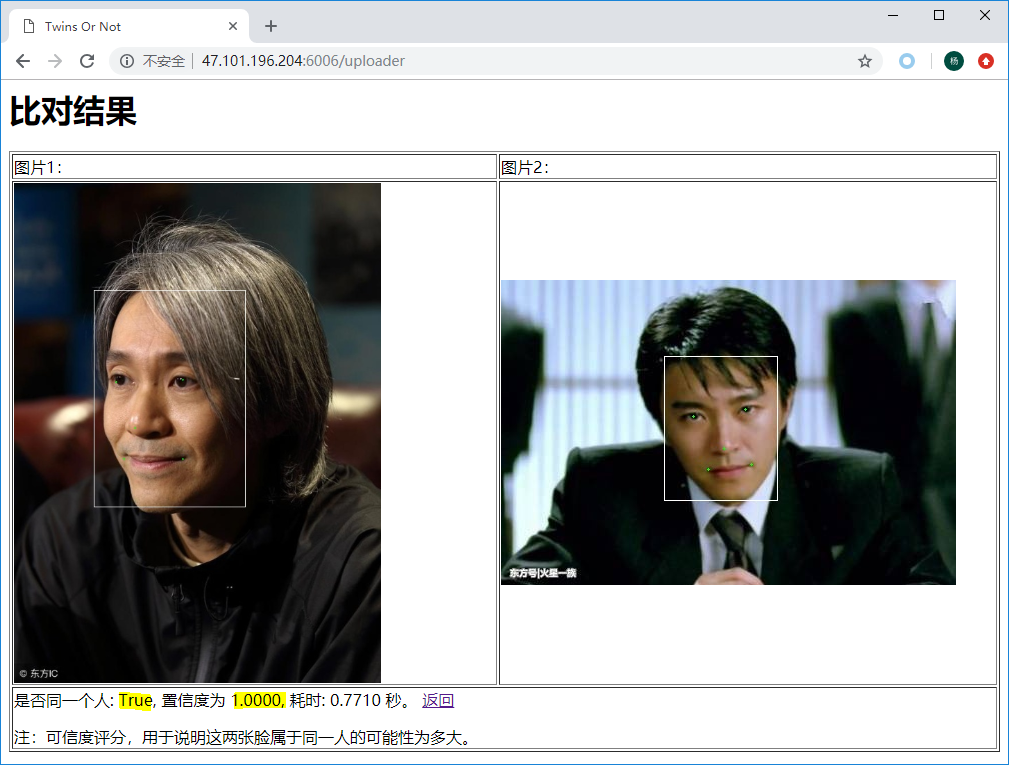 Twins Or Not
不安全 47.101.196.204:6006/uploader
杨
比对结果
图片1:
图片2:
© 东方IC
东方号|火星一族
是否同一个人: True, 置信度为 1.0000, 耗时: 0.7710 秒。 返回
注：可信度评分，用于说明这两张脸属于同一人的可能性为多大。